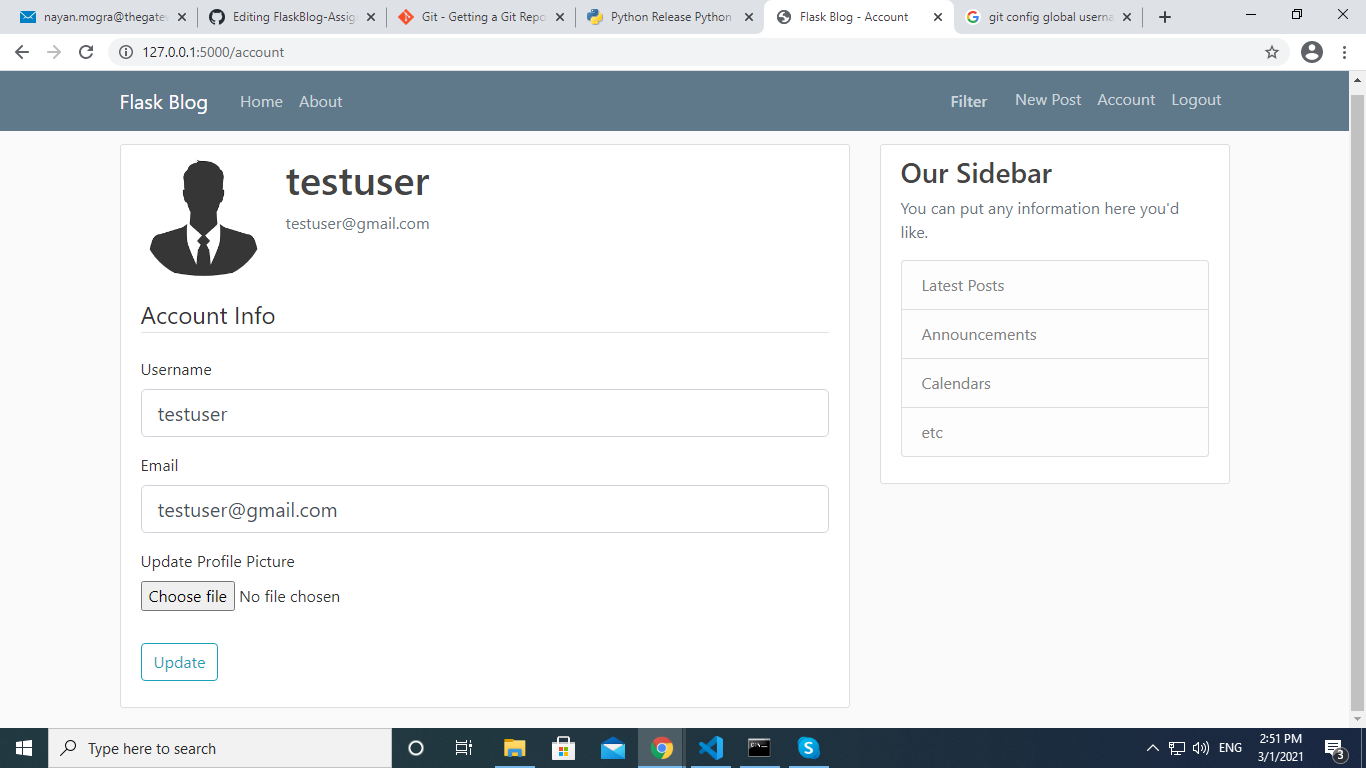 nayan.mogra@thegatew
Editing FlaskBlog-Assig
Git - Getting a Git Repo
Python Release Python
Flask Blog - Account
git config global userna
127.0.0.1:5000/account
Flask Blog Home About Filter New Post Account Logout
testuser
testuser@gmail.com
Account Info
Username
testuser
Email
testuser@gmail.com
Update Profile Picture
Choose file No file chosen
Update
Our Sidebar
You can put any information here you'd
like.
Latest Posts
Announcements
Calendars
etc
Type here to search
ENG
2:51 PM
3/1/2021
3